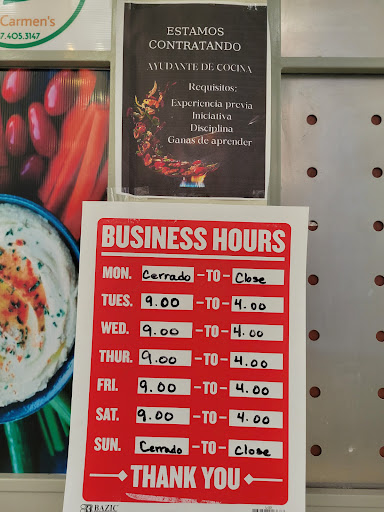 Carmen's
7.405.3147
ESTAMOS
CONTRATANDO
AYUDANTE DE COCINA
Requisitos:
Experiencia previa
Iniciativa
Disciplina
Ganas de aprender
BUSINESS HOURS
MON. Cerrado - TO - Close
TUES. 9.00 - TO - 4.00
WED. 9.00 - TO - 4.00
THUR. 9.00 - TO - 4.00
FRI. 9.00 - TO - 4.00
SAT. 9.00 - TO - 4.00
SUN. Cerrado - TO - Close
THANK YOU
BAZIC